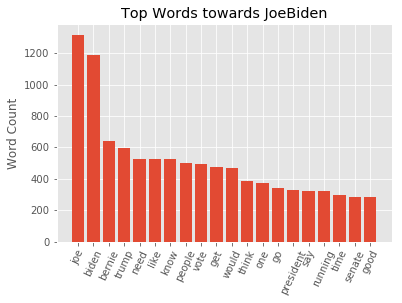 Top Words towards JoeBiden
Word Count
1200
1000
800
600
400
200
0
joe
biden
bernie
trump
need
like
know
people
vote
get
would
think
one
go
president
say
running
time
senate
good